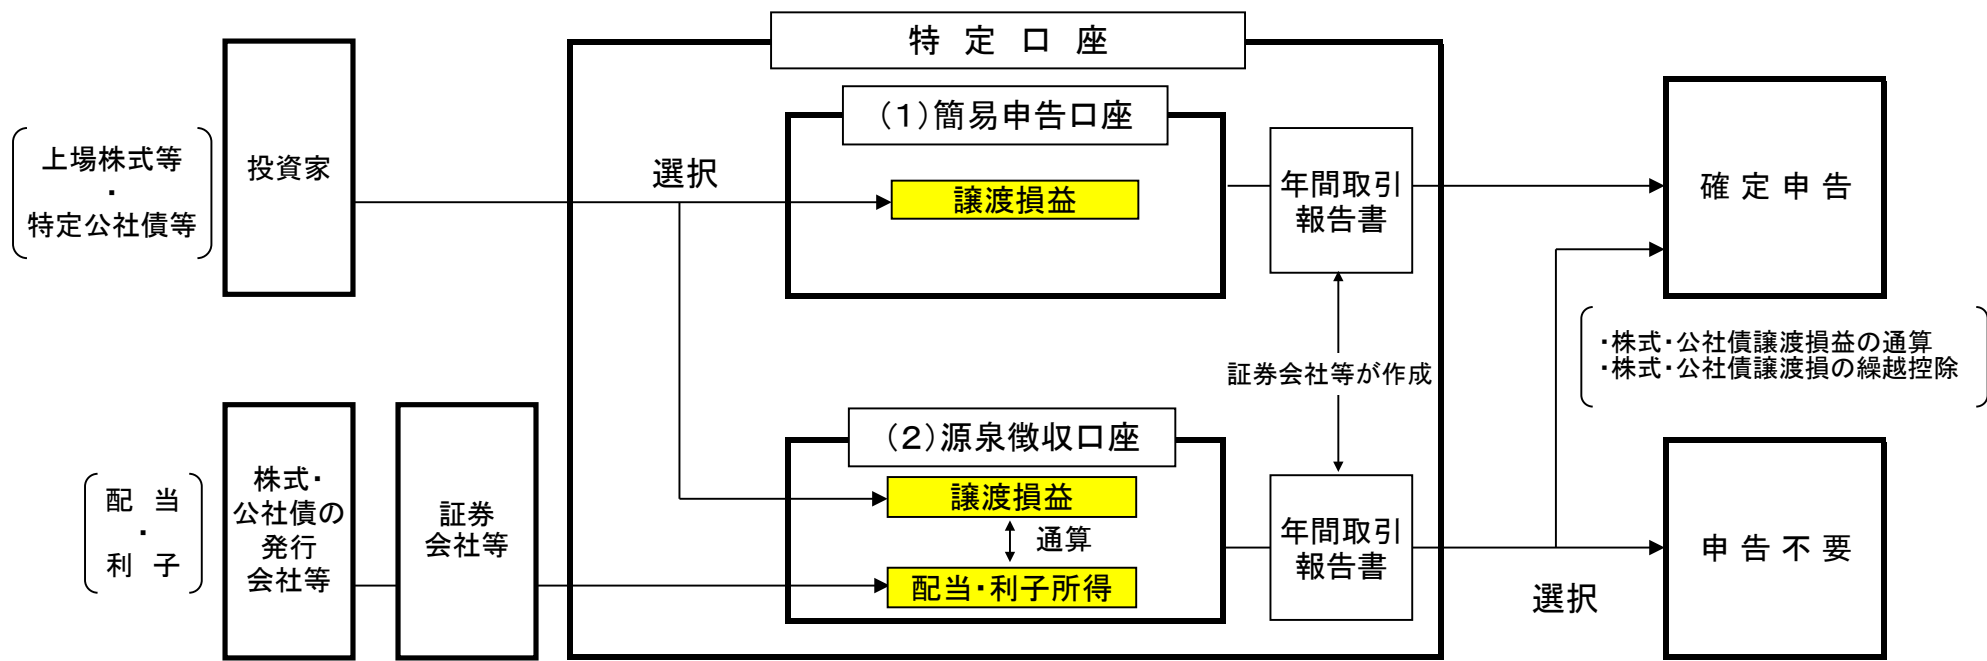 特定口座
(1)簡易申告口座
上場株式等
・
特定公社債等
投資家
選択
譲渡損益
年間取引
報告書
確定申告
・株式・公社債譲渡損益の通算
・株式・公社債譲渡損の繰越控除
証券会社等が作成
(2)源泉徴収口座
配当
・
利子
株式・
公社債の
発行
会社等
証券
会社等
譲渡損益
通算
配当・利子所得
年間取引
報告書
選択
申告不要